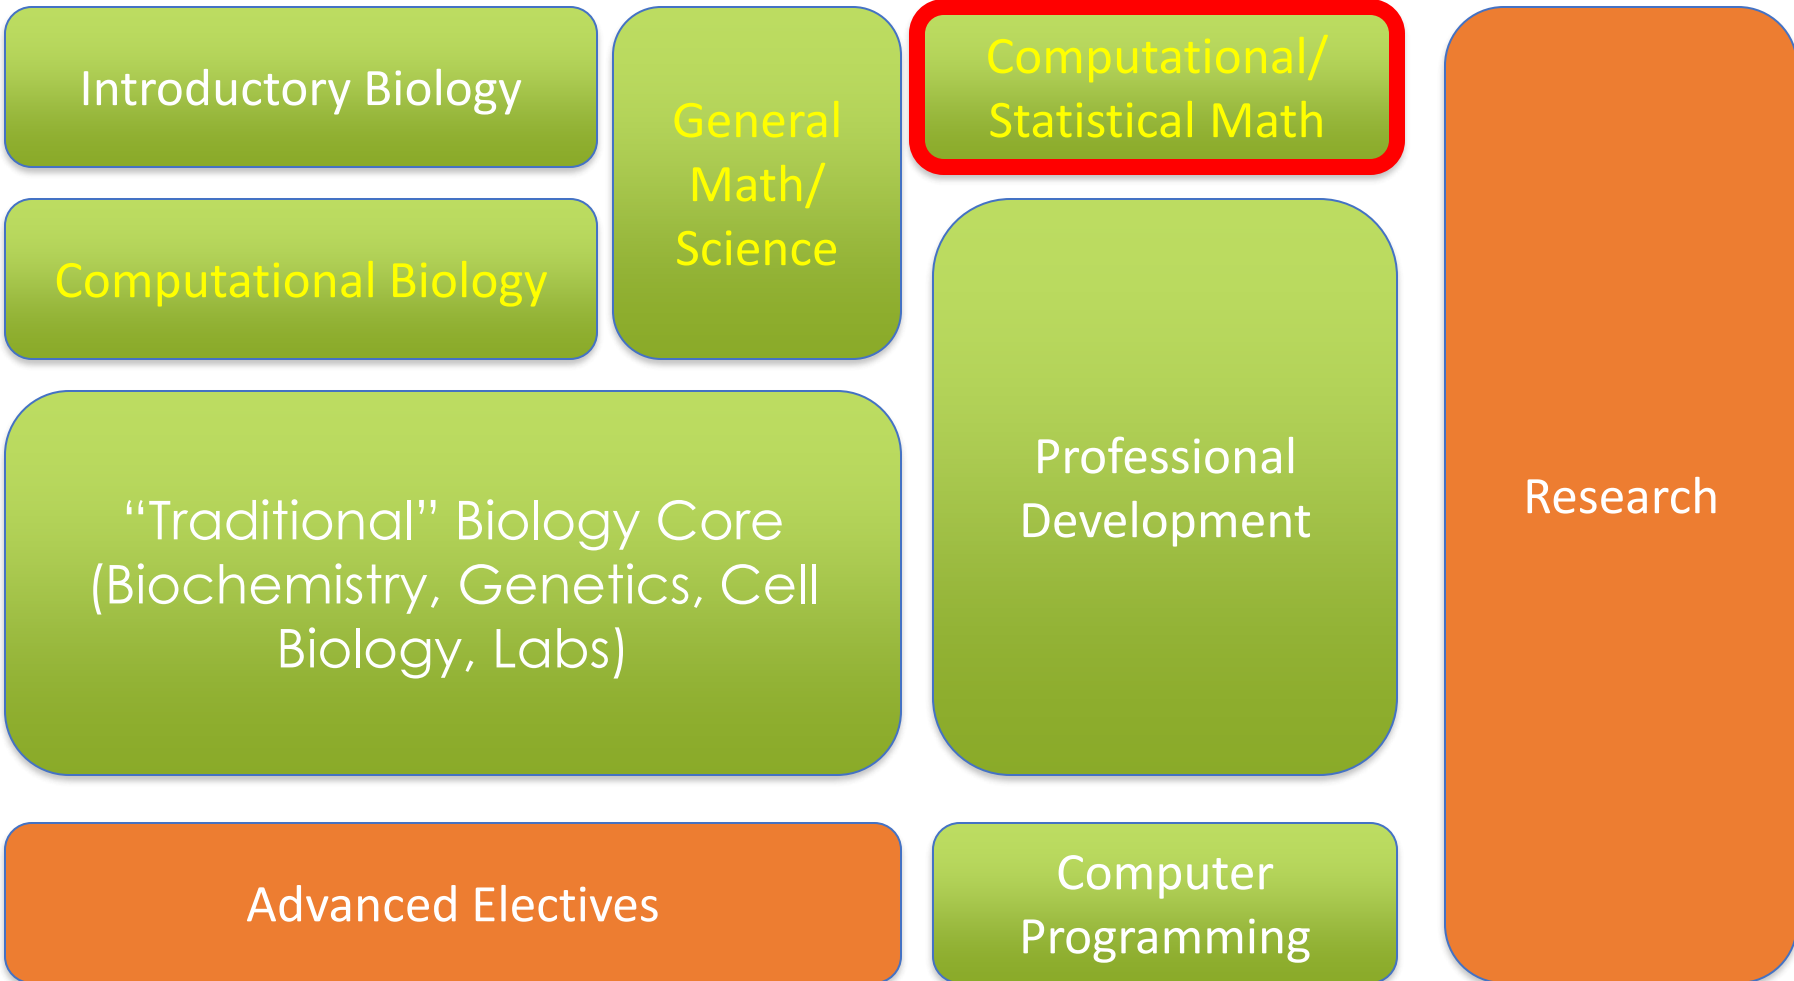 Introductory Biology
General
Math/
Science
Computational/
Statistical Math
Computational Biology
“Traditional” Biology Core
(Biochemistry, Genetics, Cell
Biology, Labs)
Professional
Development
Research
Advanced Electives
Computer
Programming